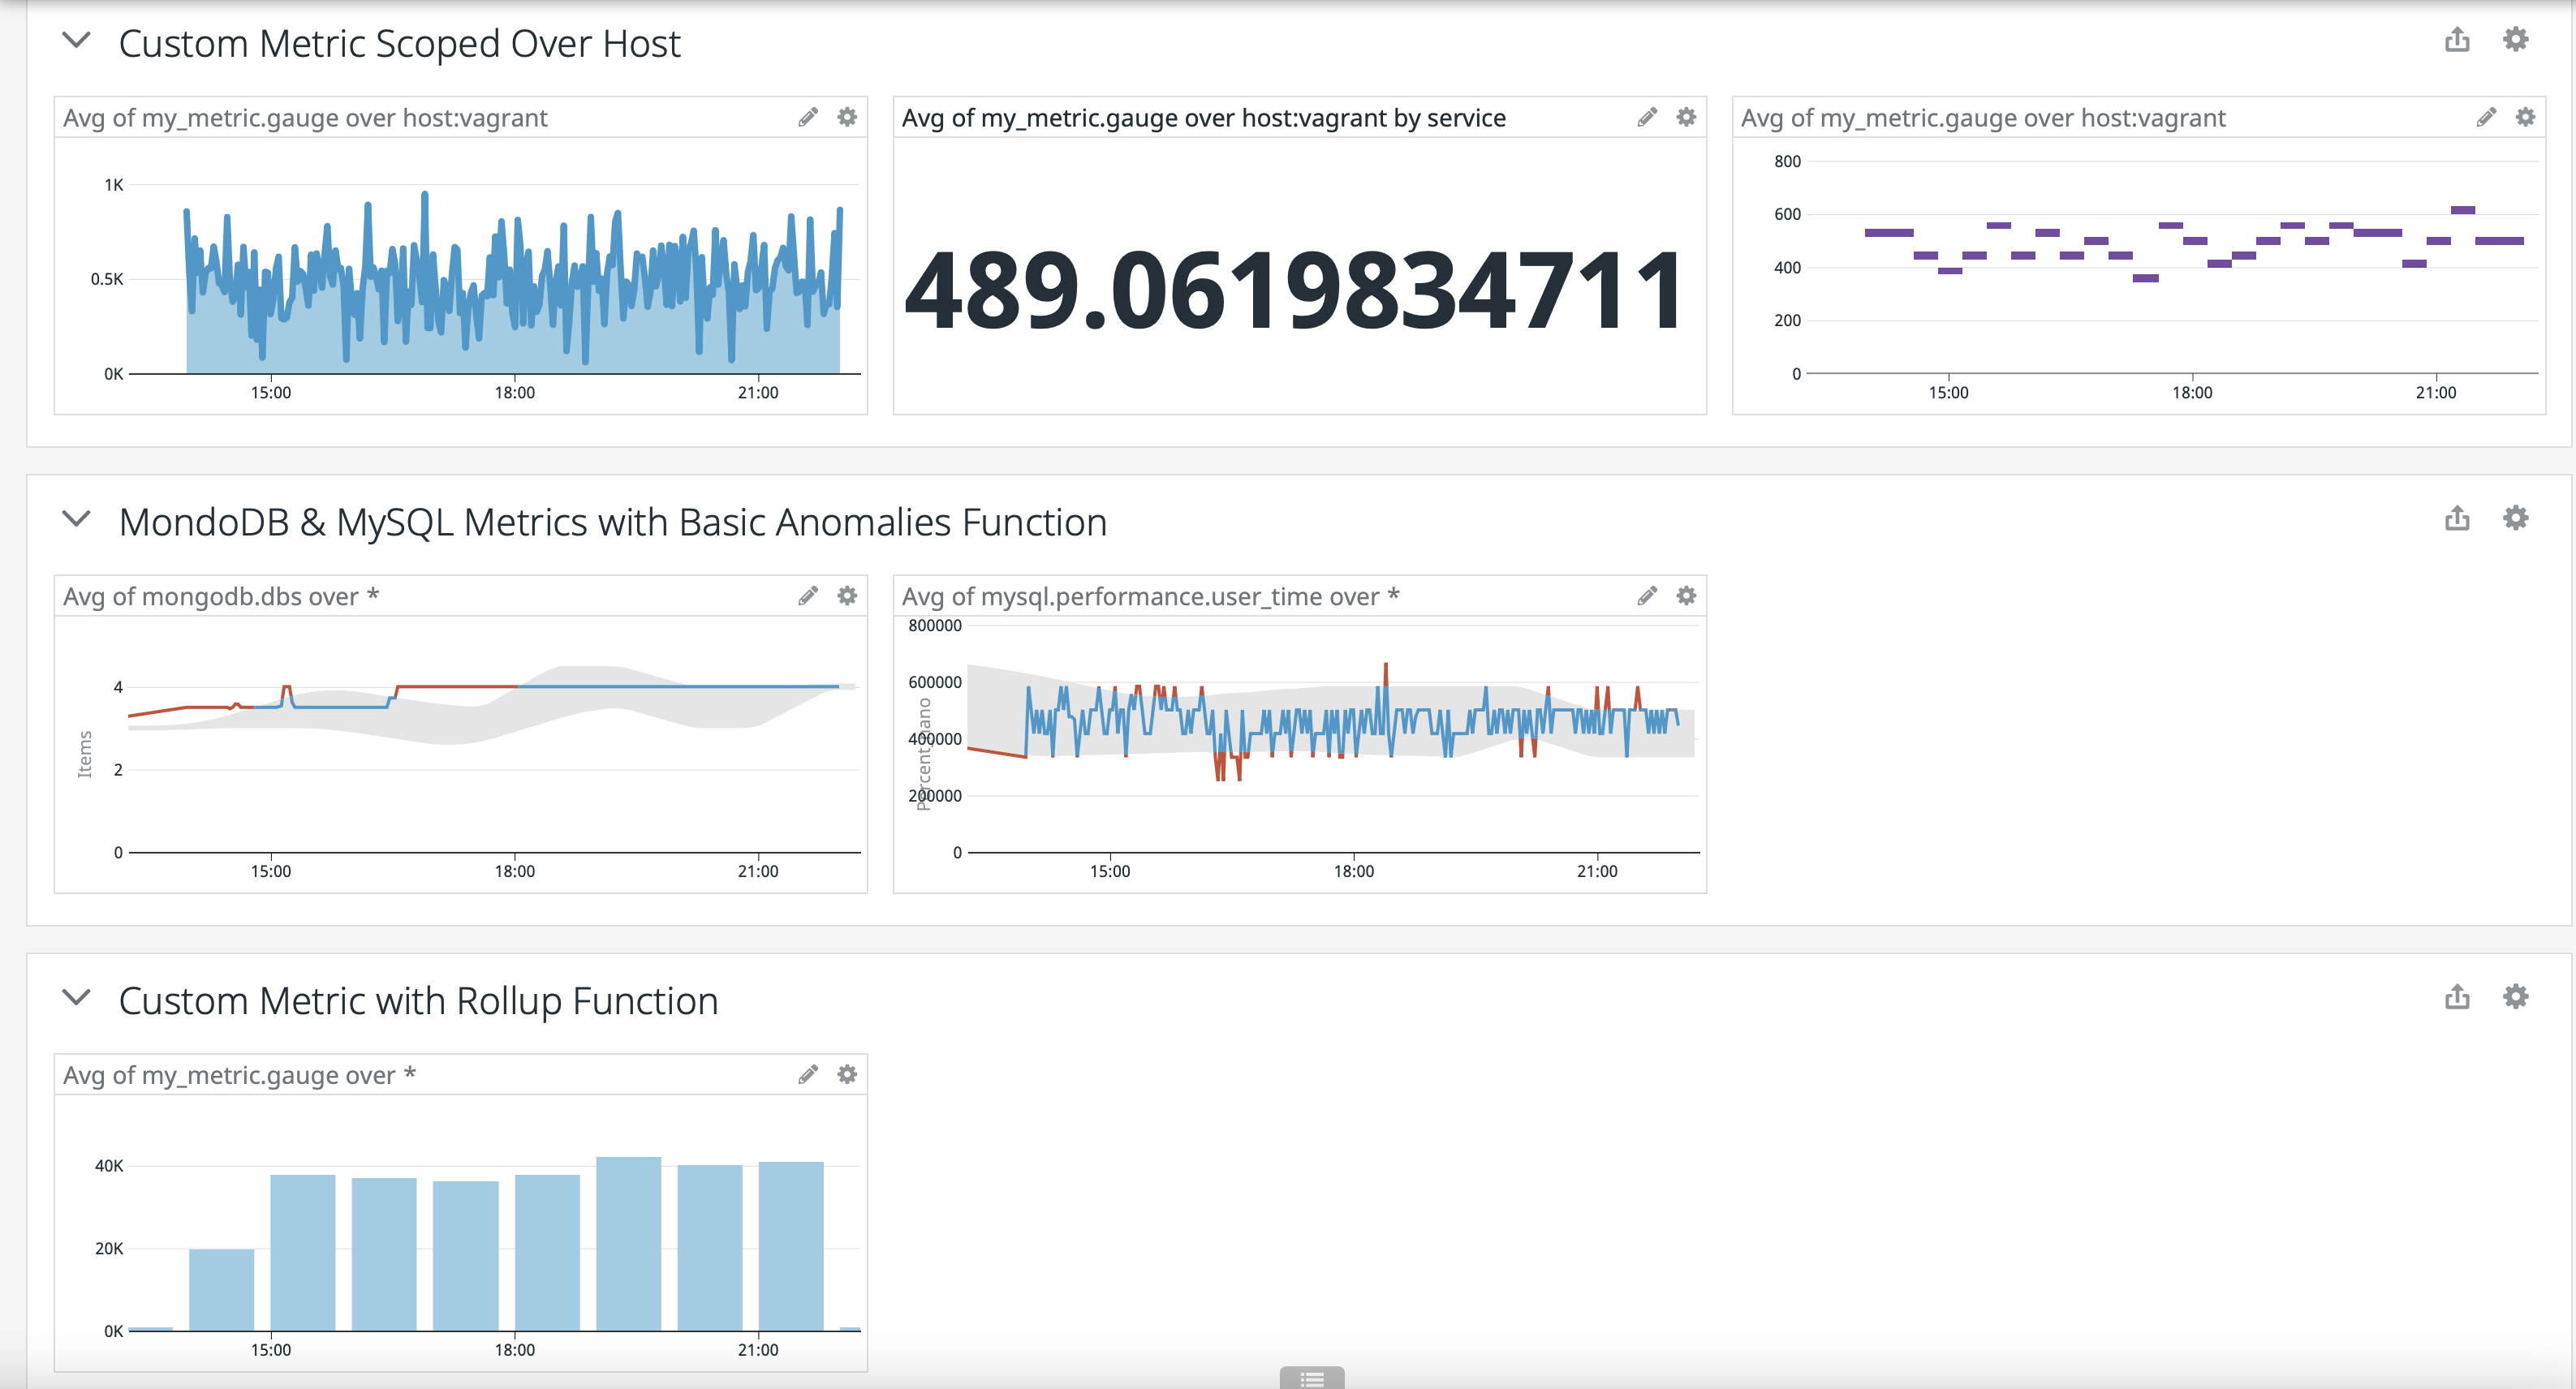 Custom Metric Scoped Over Host
Avg of my_metric.gauge over host:vagrant
1K
0.5K
0K
15:00 18:00 21:00
Avg of my_metric.gauge over host:vagrant by service
489.0619834711
Avg of my_metric.gauge over host:vagrant
800
600
400
200
0
15:00 18:00 21:00
MondoDB & MySQL Metrics with Basic Anomalies Function
Avg of mongodb.dbs over *
Items
4
2
0
15:00 18:00 21:00
Avg of mysql.performance.user_time over *
Percent_nano
800000
600000
400000
200000
0
15:00 18:00 21:00
Custom Metric with Rollup Function
Avg of my_metric.gauge over *
40K
20K
0K
15:00 18:00 21:00